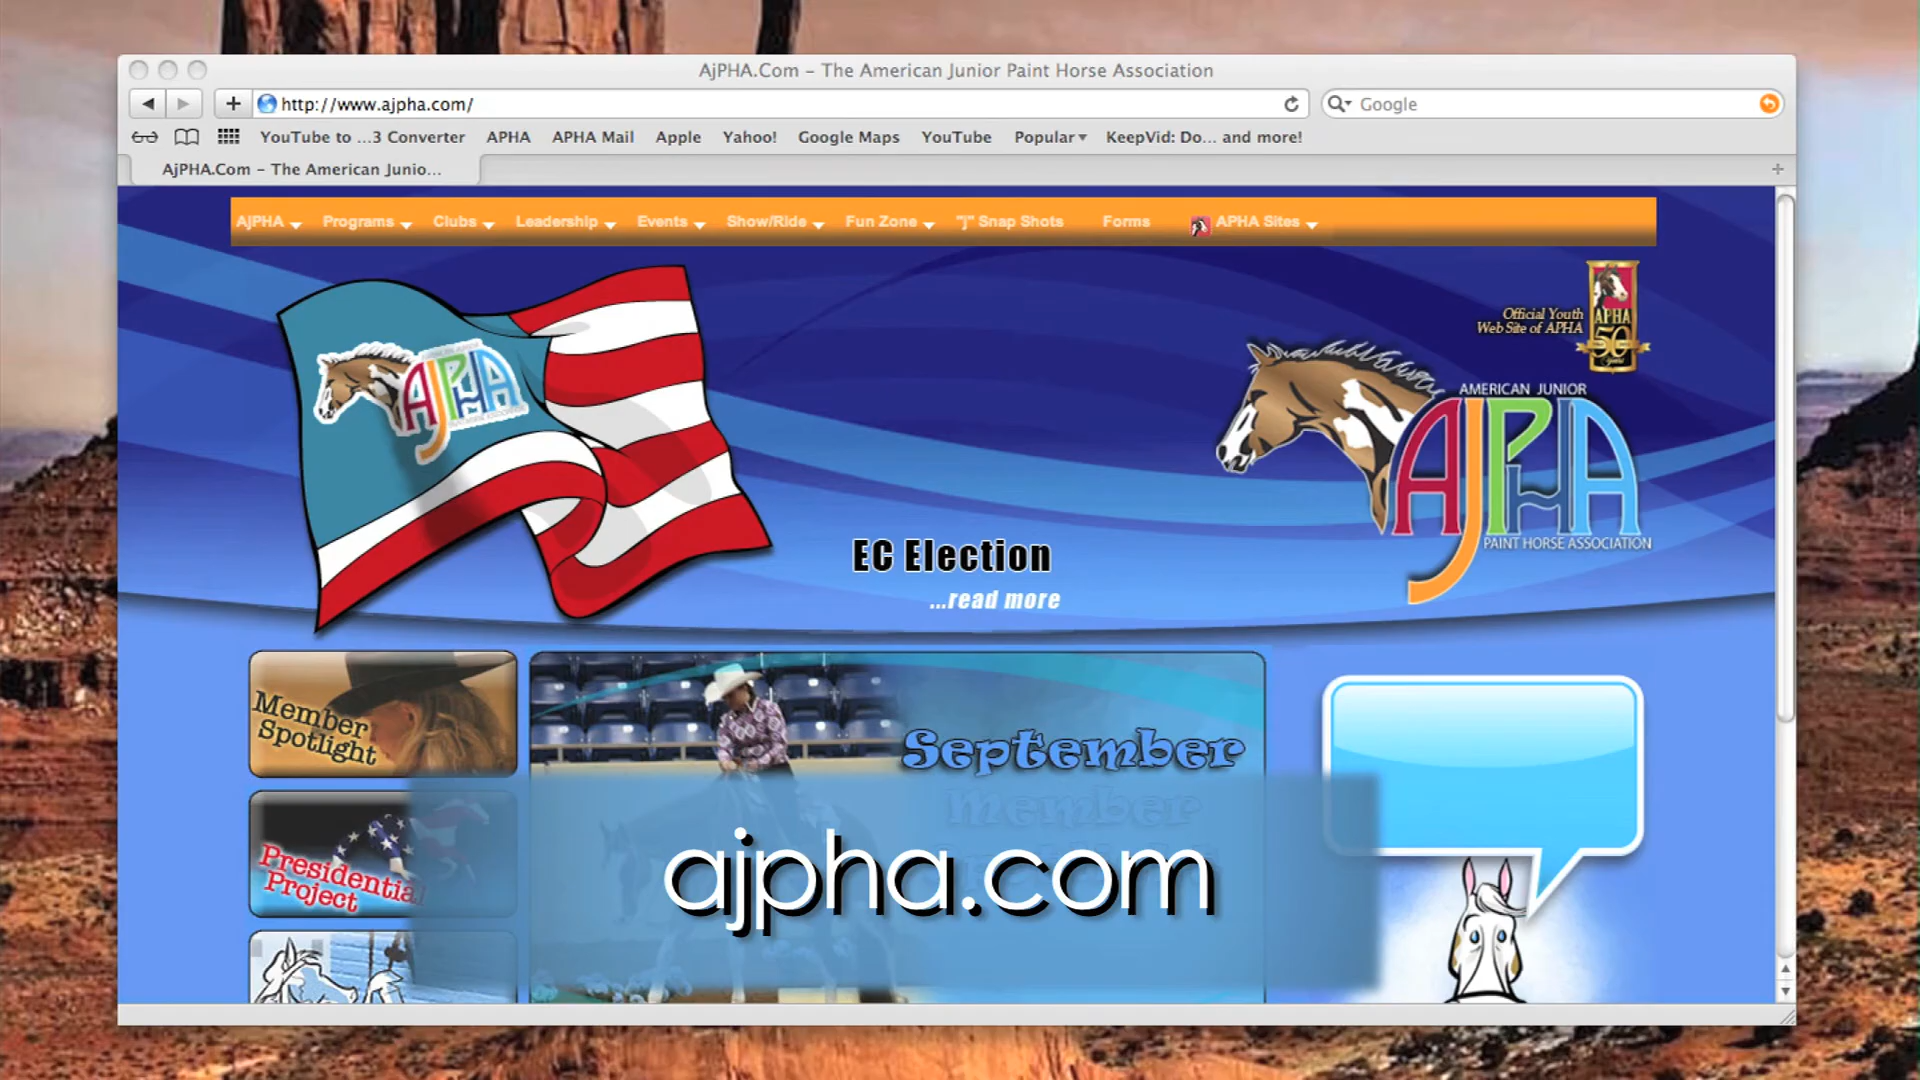 AjPHA.Com – The American Junior Paint Horse Association
http://www.ajpha.com/
Google
YouTube to ...3 Converter APHA APHA Mail Apple Yahoo! Google Maps YouTube Popular KeepVid: Do... and more!
AjPHA.Com – The American Junio...
AjPHA Programs Clubs Leadership Events Show/Ride Fun Zone "j" Snap Shots Forms APHA Sites
Official Youth
Web Site of APHA
APHA
50
AMERICAN JUNIOR
AJPHA
PAINT HORSE ASSOCIATION
AJPHA
EC Election
...read more
Member
Spotlight
September
Member
Presidential
Project
ajpha.com